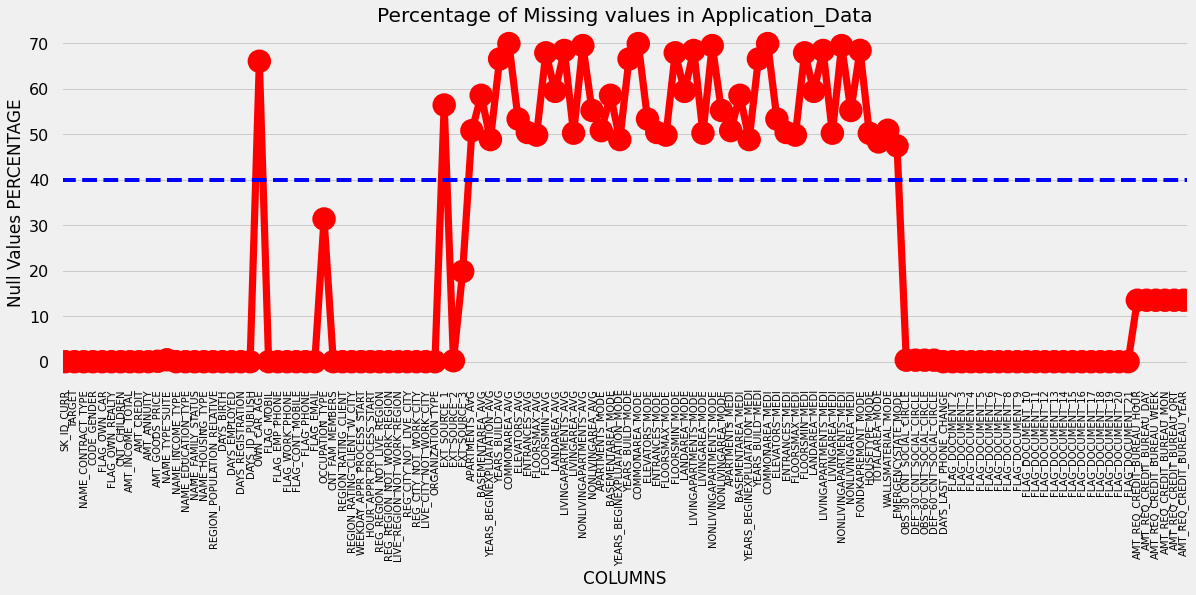 Percentage of Missing values in Application_Data
Null Values PERCENTAGE
70
60
50
40
30
20
10
0
SK_ID_CURR
TARGET
NAME_CONTRACT_TYPE
CODE_GENDER
FLAG_OWN_CAR
FLAG_OWN_REALTY
CNT_CHILDREN
AMT_INCOME_TOTAL
AMT_CREDIT
AMT_ANNUITY
AMT_GOODS_PRICE
NAME_TYPE_SUITE
NAME_INCOME_TYPE
NAME_EDUCATION_TYPE
NAME_FAMILY_STATUS
NAME_HOUSING_TYPE
REGION_POPULATION_RELATIVE
DAYS_BIRTH
DAYS_EMPLOYED
DAYS_REGISTRATION
DAYS_ID_PUBLISH
OWN_CAR_AGE
FLAG_MOBIL
FLAG_EMP_PHONE
FLAG_WORK_PHONE
FLAG_CONT_MOBILE
FLAG_PHONE
FLAG_EMAIL
OCCUPATION_TYPE
CNT_FAM_MEMBERS
REGION_RATING_CLIENT
REGION_RATING_CLIENT_W_CITY
WEEKDAY_APPR_PROCESS_START
HOUR_APPR_PROCESS_START
REG_REGION_NOT_LIVE_REGION
REG_REGION_NOT_WORK_REGION
LIVE_REGION_NOT_WORK_REGION
REG_CITY_NOT_LIVE_CITY
REG_CITY_NOT_WORK_CITY
LIVE_CITY_NOT_WORK_CITY
ORGANIZATION_TYPE
EXT_SOURCE_1
EXT_SOURCE_2
EXT_SOURCE_3
APARTMENTS_AVG
BASEMENTAREA_AVG
YEARS_BEGINEXPLUATATION_AVG
YEARS_BUILD_AVG
COMMONAREA_AVG
ELEVATORS_AVG
ENTRANCES_AVG
FLOORSMAX_AVG
FLOORSMIN_AVG
LANDAREA_AVG
LIVINGAPARTMENTS_AVG
LIVINGAREA_AVG
NONLIVINGAPARTMENTS_AVG
NONLIVINGAREA_AVG
APARTMENTS_MODE
BASEMENTAREA_MODE
YEARS_BEGINEXPLUATATION_MODE
YEARS_BUILD_MODE
COMMONAREA_MODE
ELEVATORS_MODE
ENTRANCES_MODE
FLOORSMAX_MODE
FLOORSMIN_MODE
LANDAREA_MODE
LIVINGAPARTMENTS_MODE
LIVINGAREA_MODE
NONLIVINGAPARTMENTS_MODE
NONLIVINGAREA_MODE
APARTMENTS_MEDI
BASEMENTAREA_MEDI
YEARS_BEGINEXPLUATATION_MEDI
YEARS_BUILD_MEDI
COMMONAREA_MEDI
ELEVATORS_MEDI
ENTRANCES_MEDI
FLOORSMAX_MEDI
FLOORSMIN_MEDI
LANDAREA_MEDI
LIVINGAPARTMENTS_MEDI
LIVINGAREA_MEDI
NONLIVINGAPARTMENTS_MEDI
NONLIVINGAREA_MEDI
FONDKAPREMONT_MODE
HOUSETYPE_MODE
TOTALAREA_MODE
WALLSMATERIAL_MODE
EMERGENCYSTATE_MODE
OBS_30_CNT_SOCIAL_CIRCLE
DEF_30_CNT_SOCIAL_CIRCLE
OBS_60_CNT_SOCIAL_CIRCLE
DEF_60_CNT_SOCIAL_CIRCLE
DAYS_LAST_PHONE_CHANGE
FLAG_DOCUMENT_2
FLAG_DOCUMENT_3
FLAG_DOCUMENT_4
FLAG_DOCUMENT_5
FLAG_DOCUMENT_6
FLAG_DOCUMENT_7
FLAG_DOCUMENT_8
FLAG_DOCUMENT_9
FLAG_DOCUMENT_10
FLAG_DOCUMENT_11
FLAG_DOCUMENT_12
FLAG_DOCUMENT_13
FLAG_DOCUMENT_14
FLAG_DOCUMENT_15
FLAG_DOCUMENT_16
FLAG_DOCUMENT_17
FLAG_DOCUMENT_18
FLAG_DOCUMENT_19
FLAG_DOCUMENT_20
FLAG_DOCUMENT_21
AMT_REQ_CREDIT_BUREAU_HOUR
AMT_REQ_CREDIT_BUREAU_DAY
AMT_REQ_CREDIT_BUREAU_WEEK
AMT_REQ_CREDIT_BUREAU_MON
AMT_REQ_CREDIT_BUREAU_QRT
AMT_REQ_CREDIT_BUREAU_YEAR
COLUMNS